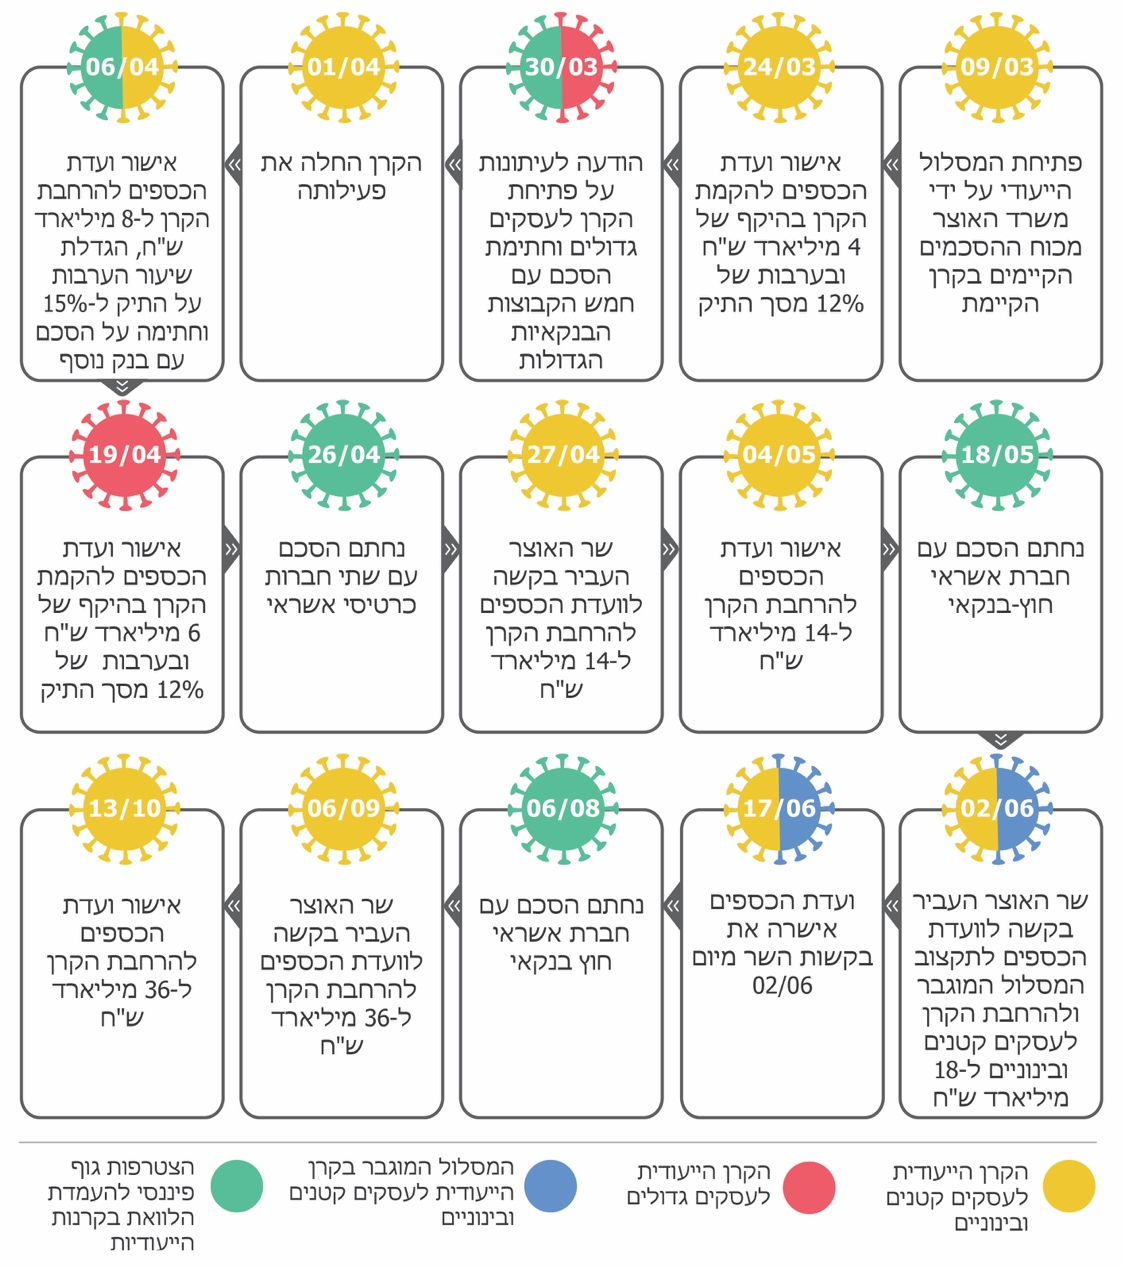 09/03
פתיחת המסלול
הייעודי על ידי
משרד האוצר
מכוח ההסכמים
הקיימים בקרן
הקיימת
24/03
אישור ועדת
הכספים להקמת
הקרן בהיקף של
4 מיליארד ש"ח
ובערבות של
12% מסך התיק
30/03
הודעה לעיתונות
על פתיחת
הקרן לעסקים
גדולים וחתימת
הסכם עם
חמש הקבוצות
הבנקאיות
הגדולות
01/04
הקרן החלה את
פעילותה
06/04
אישור ועדת
הכספים להרחבת
הקרן ל-8 מיליארד
ש"ח, הגדלת
שיעור הערבות
על התיק ל-15%
וחתימה על הסכם
עם בנק נוסף
19/04
אישור ועדת
הכספים להקמת
הקרן בהיקף של
6 מיליארד ש"ח
ובערבות של
12% מסך התיק
26/04
נחתם הסכם
עם שתי חברות
כרטיסי אשראי
27/04
שר האוצר
העביר בקשה
לוועדת הכספים
להרחבת הקרן
ל-14 מיליארד
ש"ח
04/05
אישור ועדת
הכספים
להרחבת הקרן
ל-14 מיליארד
ש"ח
18/05
נחתם הסכם עם
חברת אשראי
חוץ-בנקאי
02/06
שר האוצר העביר
בקשה לוועדת
הכספים לתקצוב
המסלול המוגבר
ולהרחבת הקרן
לעסקים קטנים
ובינוניים ל-18
מיליארד ש"ח
17/06
ועדת הכספים
אישרה את
בקשות השר מיום
02/06
06/08
נחתם הסכם עם
חברת אשראי
חוץ בנקאי
06/09
שר האוצר
העביר בקשה
לוועדת הכספים
להרחבת הקרן
ל-36 מיליארד
ש"ח
13/10
אישור ועדת
הכספים
להרחבת הקרן
ל-36 מיליארד
ש"ח
הקרן הייעודית
לעסקים קטנים
ובינוניים
הקרן הייעודית
לעסקים גדולים
המסלול המוגבר בקרן
הייעודית לעסקים קטנים
ובינוניים
הצטרפות גוף
פיננסי להעמדת
הלוואת בקרנות
הייעודיות